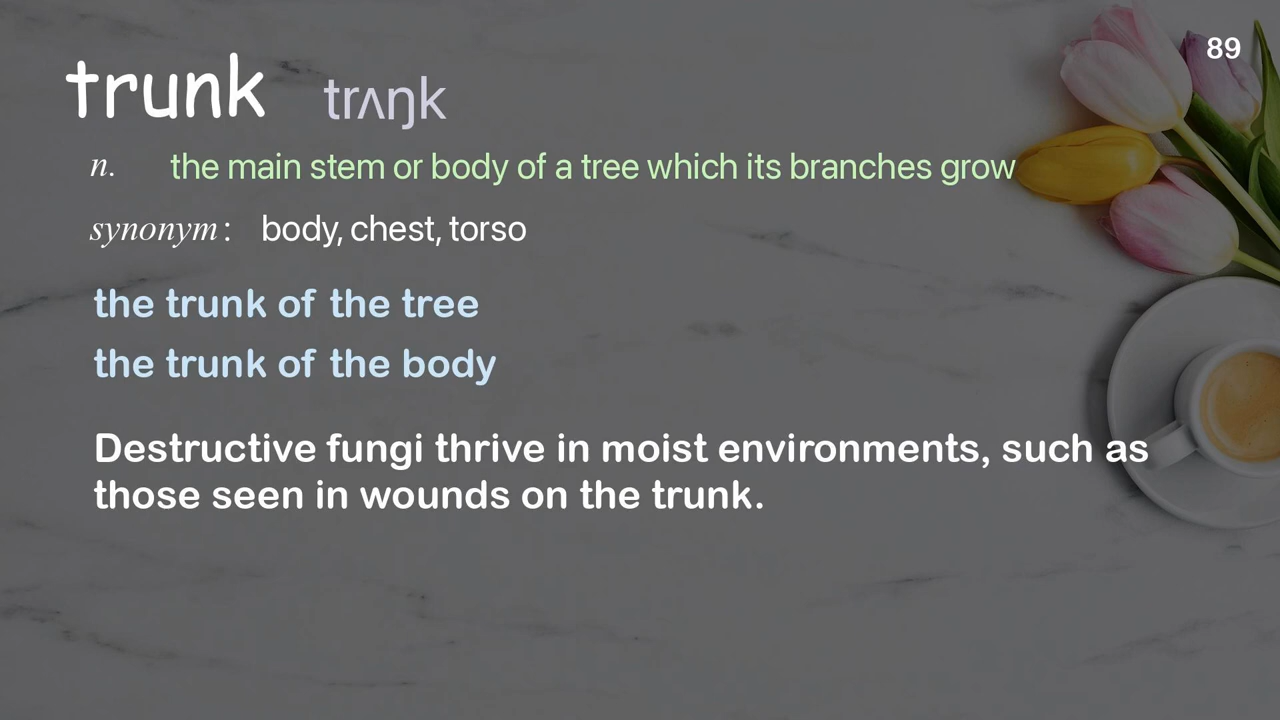 89
trunk trʌŋk
n. the main stem or body of a tree which its branches grow
synonym: body, chest, torso
the trunk of the tree
the trunk of the body
Destructive fungi thrive in moist environments, such as
those seen in wounds on the trunk.